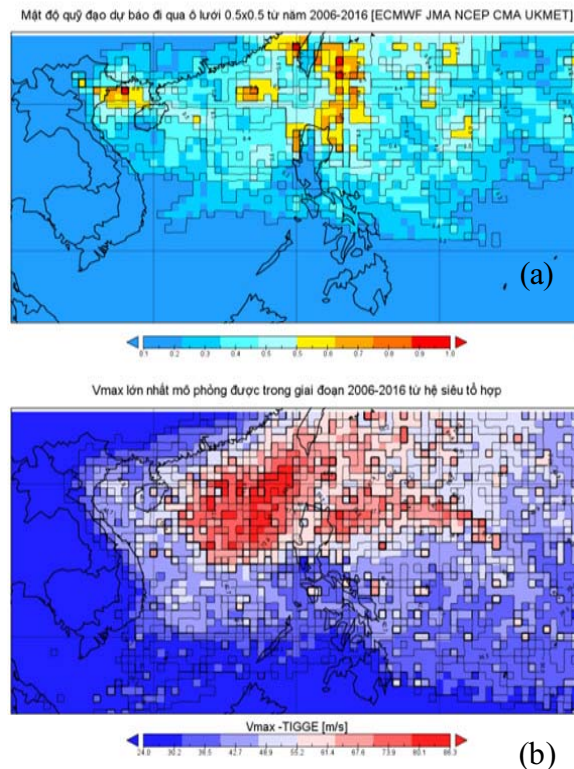 Mật độ quỹ đạo dự báo đi qua ô lưới 0.5x0.5 từ năm 2006-2016 [ECMWF JMA NCEP CMA UKMET]
(a)
0.1 0.2 0.3 0.4 0.5 0.6 0.7 0.8 0.9 1.0
Vmax lớn nhất mô phỏng được trong giai đoạn 2006-2016 từ hệ siêu tổ hợp
Vmax -TIGGE [m/s]
24.0 30.2 36.5 42.7 48.9 55.2 61.4 67.6 73.8 80.1 86.3
(b)